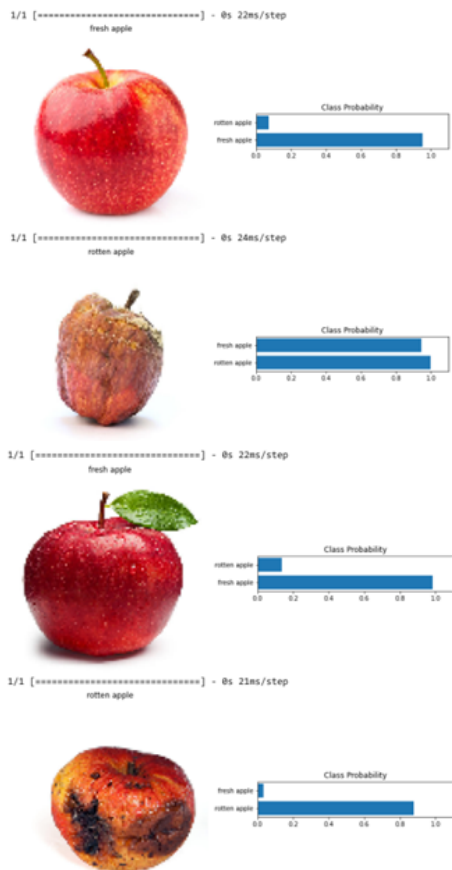 1/1 [==============================] - 0s 22ms/step
fresh apple
Class Probability
rotten apple
fresh apple
0.0 0.2 0.4 0.6 0.8 1.0
1/1 [==============================] - 0s 24ms/step
rotten apple
Class Probability
fresh apple
rotten apple
0.0 0.2 0.4 0.6 0.8 1.0
1/1 [==============================] - 0s 22ms/step
fresh apple
Class Probability
rotten apple
fresh apple
0.0 0.2 0.4 0.6 0.8 1.0
1/1 [==============================] - 0s 21ms/step
rotten apple
Class Probability
fresh apple
rotten apple
0.0 0.2 0.4 0.6 0.8 1.0